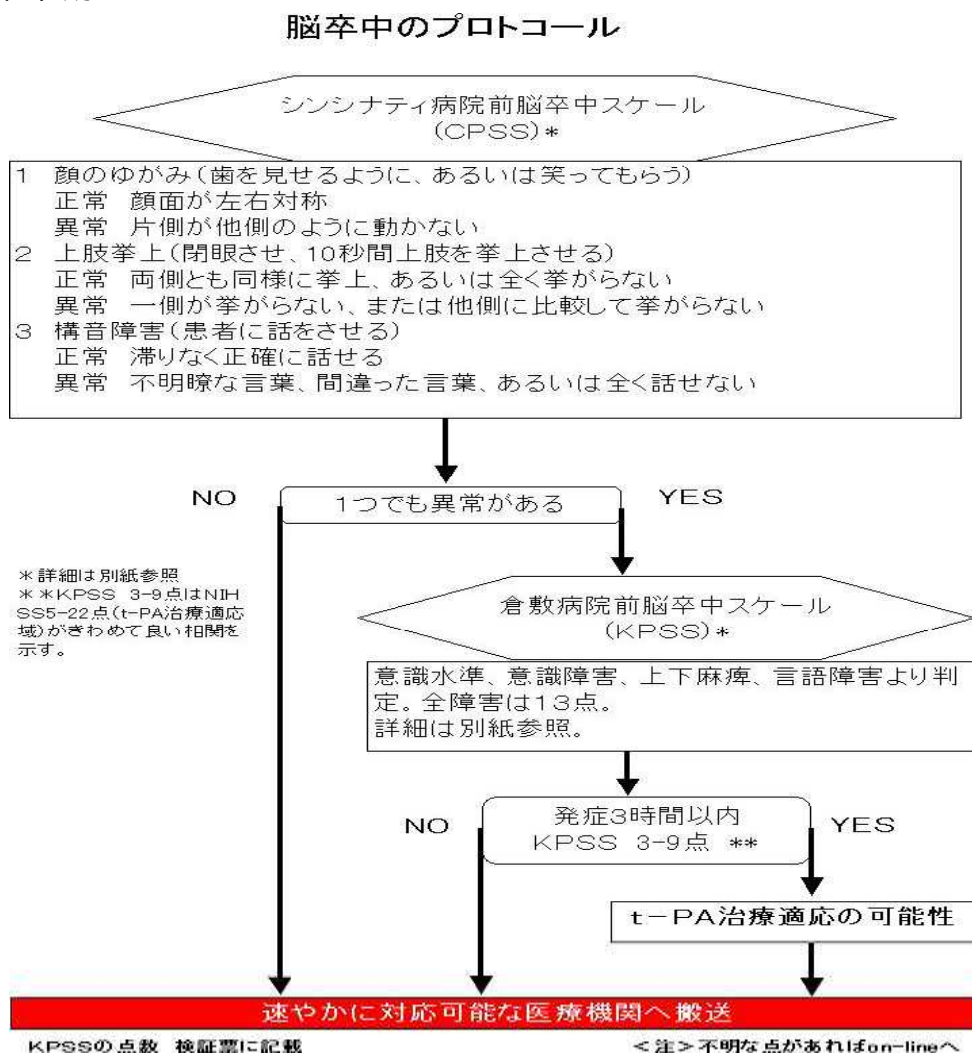 脳卒中のプロトコール
シンシナティ病院前脳卒中スケール
(CPSS)*
1 顔のゆがみ(歯を見せるように、あるいは笑ってもらう)
正常 顔面が左右対称
異常 片側が他側のように動かない
2 上肢挙上(閉眼させ、10秒間上肢を挙上させる)
正常 両側とも同様に挙上、あるいは全く挙がらない
異常 一側が挙がらない、または他側に比較して挙がらない
3 構音障害(患者に話をさせる)
正常 滞りなく正確に話せる
異常 不明瞭な言葉、間違った言葉、あるいは全く話せない
NO
1つでも異常がある
YES
*詳細は別紙参照
**KPSS 3-9点はNIH
SS5-22点(t-PA治療適応
域)がきわめて良い相関を
示す。
倉敷病院前脳卒中スケール
(KPSS)*
意識水準、意識障害、上下麻痺、言語障害より判
定。全障害は13点。
詳細は別紙参照。
NO
発症3時間以内
KPSS 3-9点 **
YES
t-PA治療適応の可能性
速やかに対応可能な医療機関へ搬送
KPSSの点数 検証票に記載
<注>不明な点があればon-lineへ